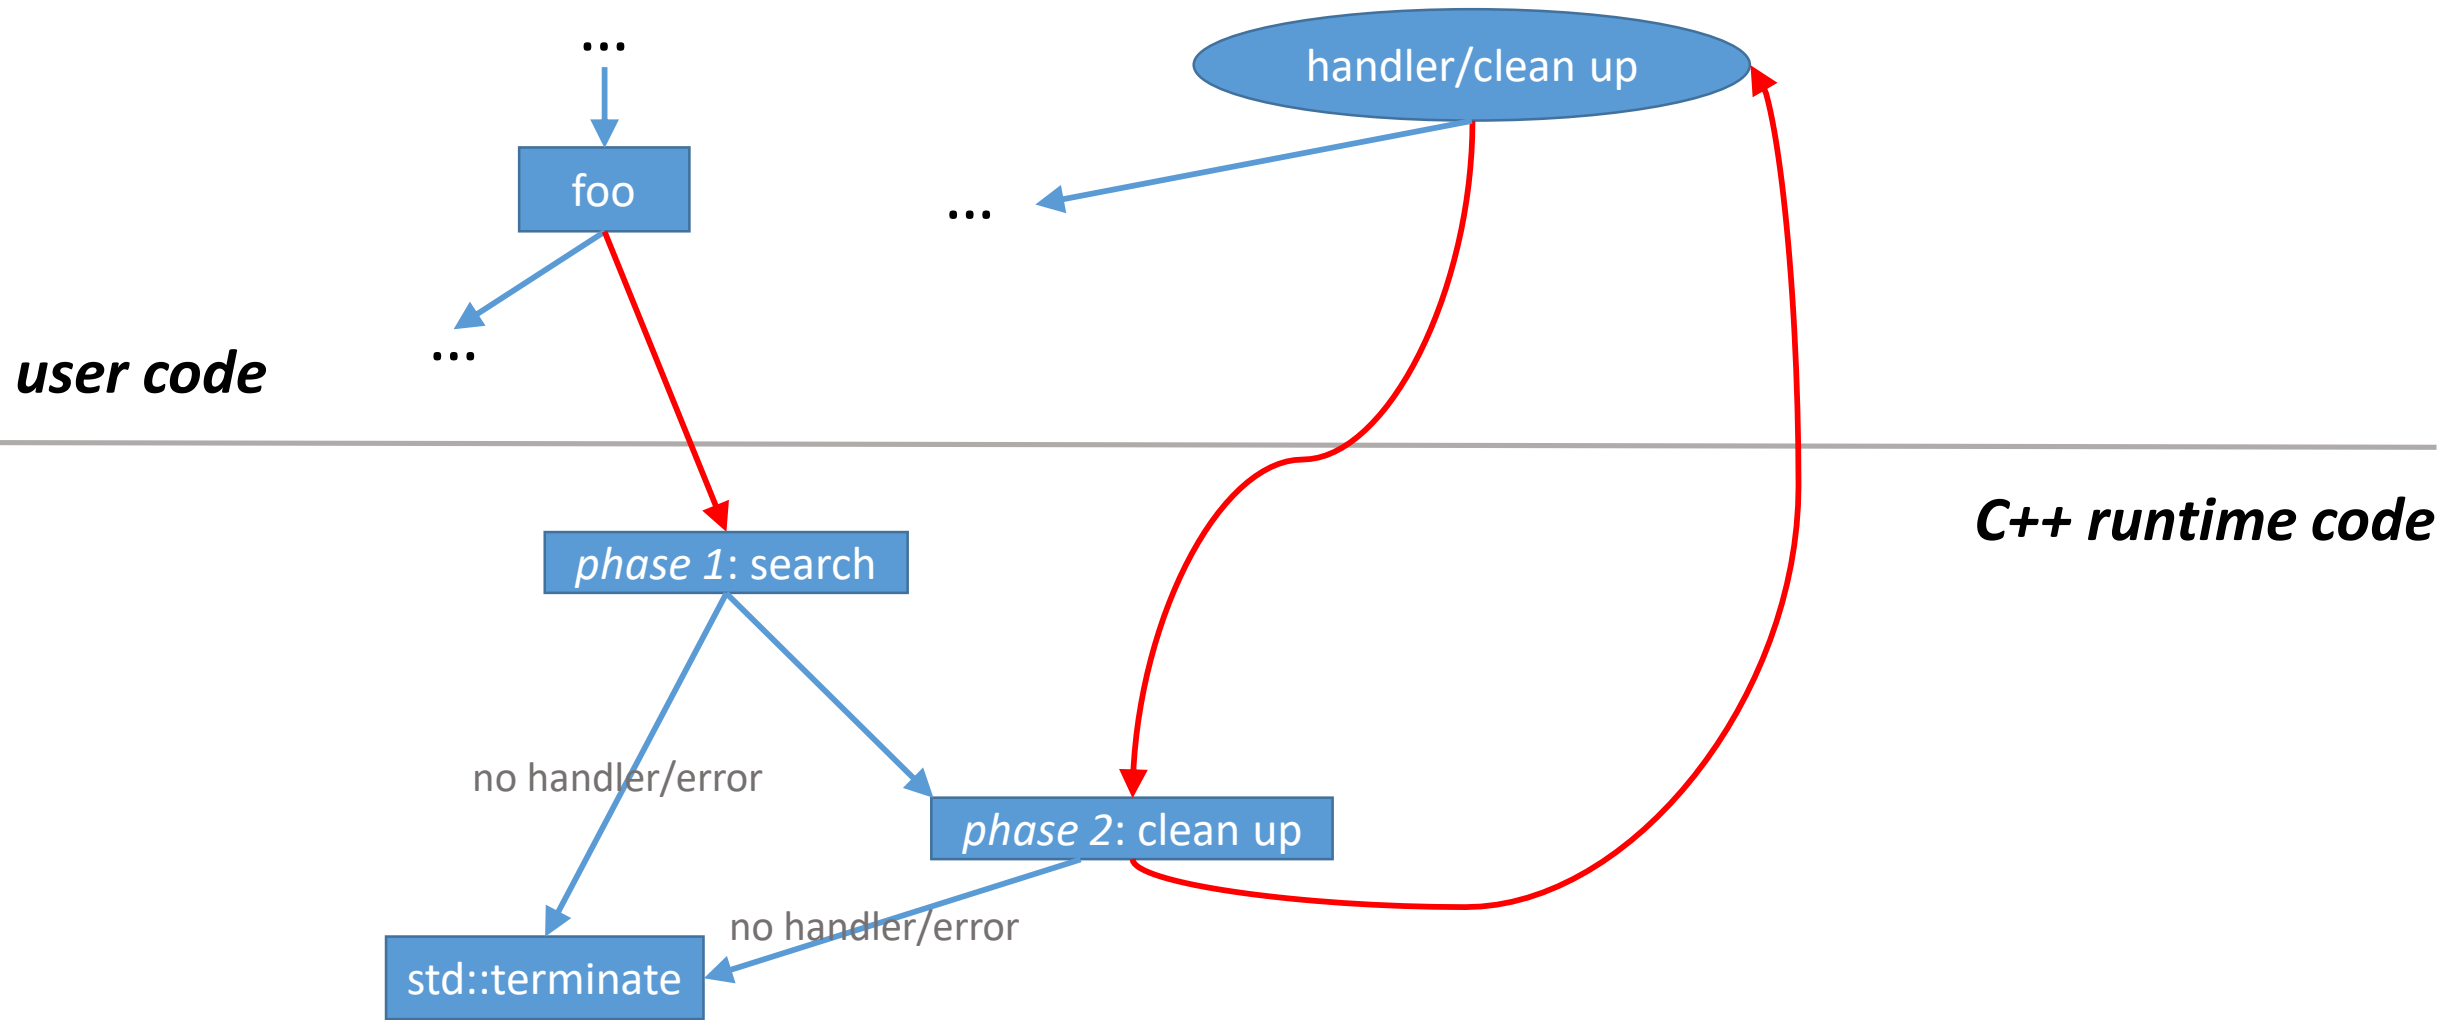 ...
handler/clean up
foo
...
...
user code
C++ runtime code
phase 1: search
no handler/error
phase 2: clean up
no handler/error
std::terminate